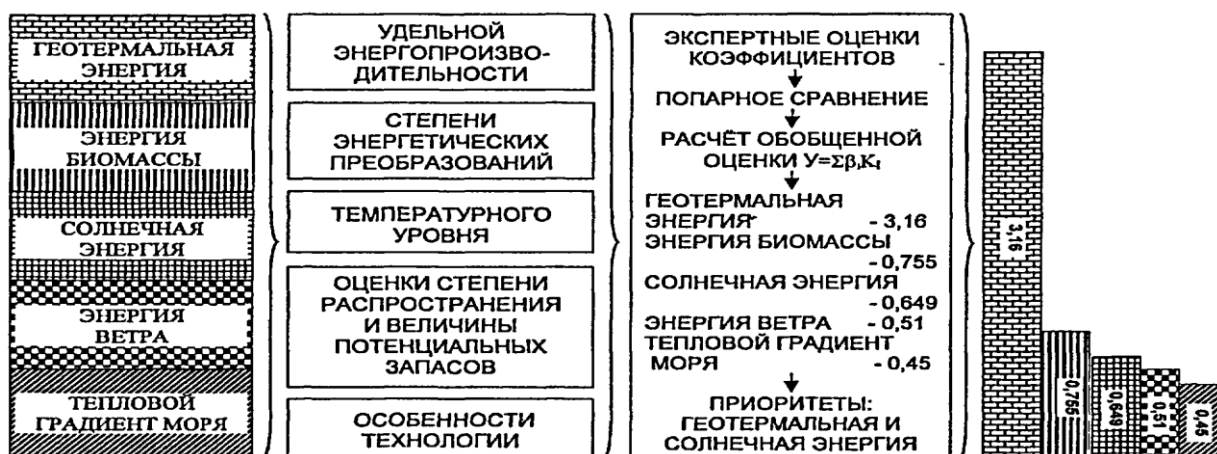 ГЕОТЕРМАЛЬНАЯ
ЭНЕРГИЯ
ЭНЕРГИЯ
БИОМАССЫ
СОЛНЕЧНАЯ
ЭНЕРГИЯ
ЭНЕРГИЯ
ВЕТРА
ТЕПЛОВОЙ
ГРАДИЕНТ МОРЯ
УДЕЛЬНОЙ
ЭНЕРГОПРОИЗВО-
ДИТЕЛЬНОСТИ
СТЕПЕНИ
ЭНЕРГЕТИЧЕСКИХ
ПРЕОБРАЗОВАНИЙ
ТЕМПЕРАТУРНОГО
УРОВНЯ
ОЦЕНКИ СТЕПЕНИ
РАСПРОСТРАНЕНИЯ
И ВЕЛИЧИНЫ
ПОТЕНЦИАЛЬНЫХ
ЗАПАСОВ
ОСОБЕННОСТИ
ТЕХНОЛОГИИ
ЭКСПЕРТНЫЕ ОЦЕНКИ
КОЭФФИЦИЕНТОВ
ПОПАРНОЕ СРАВНЕНИЕ
РАСЧЁТ ОБОБЩЕННОЙ
ОЦЕНКИ У=ΣβᵢKᵢ
ГЕОТЕРМАЛЬНАЯ
ЭНЕРГИЯ - 3,16
ЭНЕРГИЯ БИОМАССЫ
- 0,755
СОЛНЕЧНАЯ ЭНЕРГИЯ
- 0,649
ЭНЕРГИЯ ВЕТРА - 0,51
ТЕПЛОВОЙ ГРАДИЕНТ
МОРЯ - 0,45
ПРИОРИТЕТЫ:
ГЕОТЕРМАЛЬНАЯ И
СОЛНЕЧНАЯ ЭНЕРГИЯ
3,16
0,755
0,649
0,51
0,45